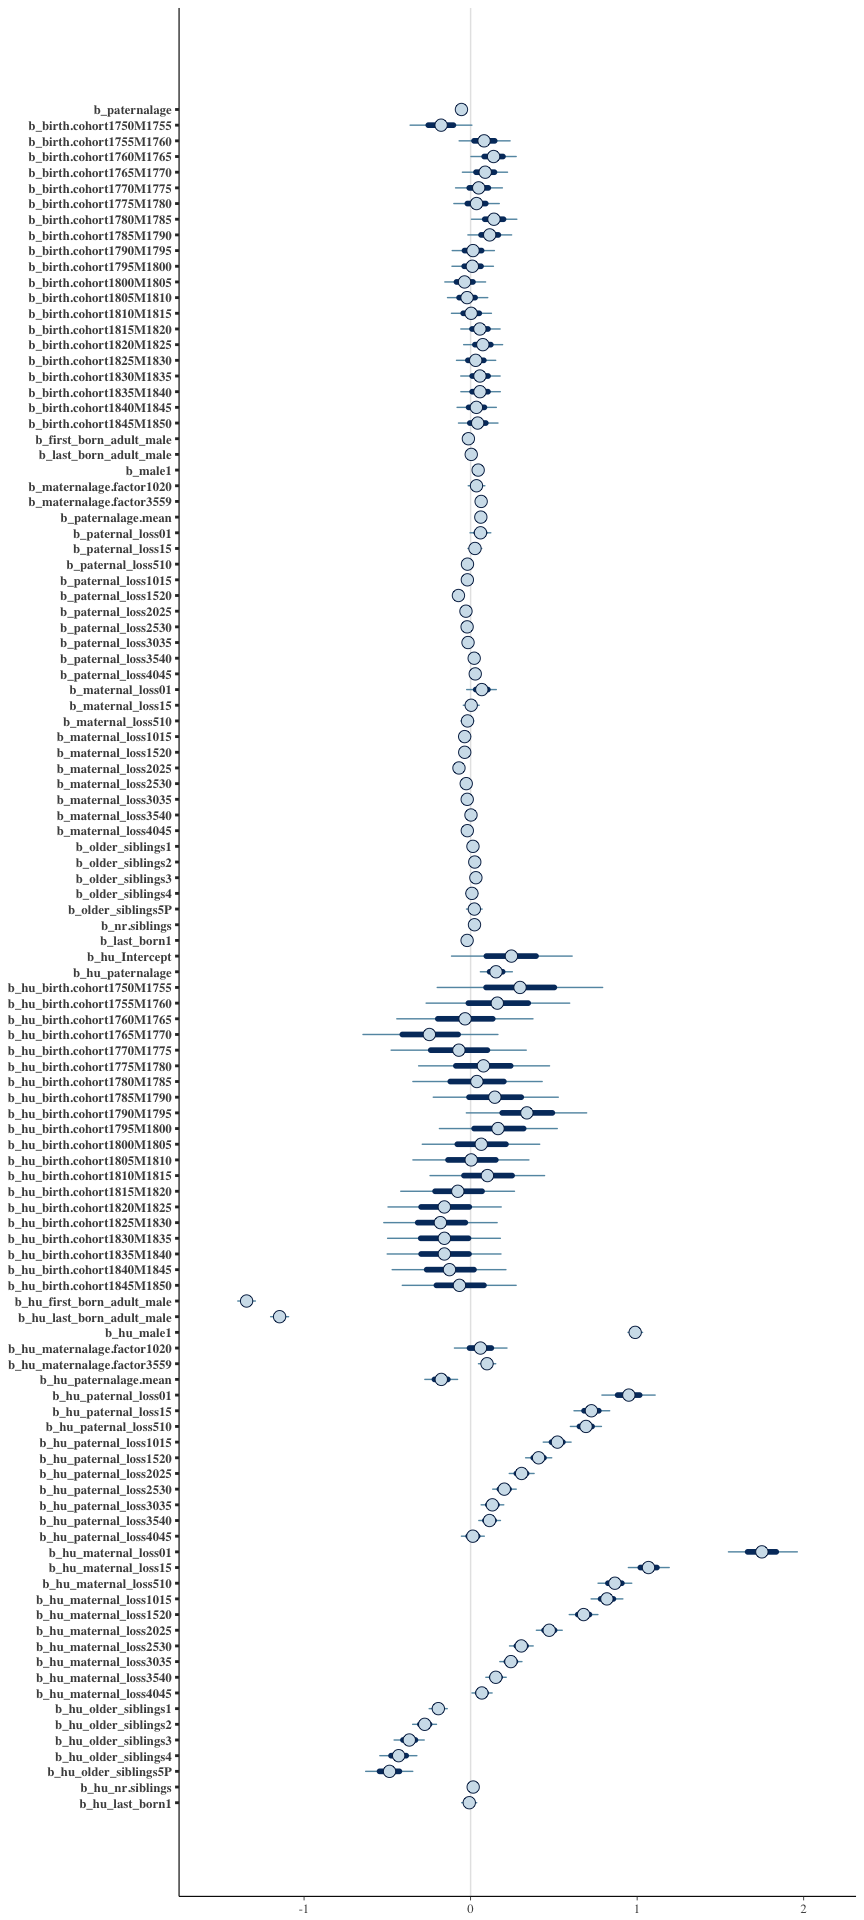 b_paternalage
b_birth.cohort1750M1755
b_birth.cohort1755M1760
b_birth.cohort1760M1765
b_birth.cohort1765M1770
b_birth.cohort1770M1775
b_birth.cohort1775M1780
b_birth.cohort1780M1785
b_birth.cohort1785M1790
b_birth.cohort1790M1795
b_birth.cohort1795M1800
b_birth.cohort1800M1805
b_birth.cohort1805M1810
b_birth.cohort1810M1815
b_birth.cohort1815M1820
b_birth.cohort1820M1825
b_birth.cohort1825M1830
b_birth.cohort1830M1835
b_birth.cohort1835M1840
b_birth.cohort1840M1845
b_birth.cohort1845M1850
b_first_born_adult_male
b_last_born_adult_male
b_male1
b_maternalage.factor1020
b_maternalage.factor3559
b_paternalage.mean
b_paternal_loss01
b_paternal_loss15
b_paternal_loss510
b_paternal_loss1015
b_paternal_loss1520
b_paternal_loss2025
b_paternal_loss2530
b_paternal_loss3035
b_paternal_loss3540
b_paternal_loss4045
b_maternal_loss01
b_maternal_loss15
b_maternal_loss510
b_maternal_loss1015
b_maternal_loss1520
b_maternal_loss2025
b_maternal_loss2530
b_maternal_loss3035
b_maternal_loss3540
b_maternal_loss4045
b_older_siblings1
b_older_siblings2
b_older_siblings3
b_older_siblings4
b_older_siblings5P
b_nr.siblings
b_last_born1
b_hu_Intercept
b_hu_paternalage
b_hu_birth.cohort1750M1755
b_hu_birth.cohort1755M1760
b_hu_birth.cohort1760M1765
b_hu_birth.cohort1765M1770
b_hu_birth.cohort1770M1775
b_hu_birth.cohort1775M1780
b_hu_birth.cohort1780M1785
b_hu_birth.cohort1785M1790
b_hu_birth.cohort1790M1795
b_hu_birth.cohort1795M1800
b_hu_birth.cohort1800M1805
b_hu_birth.cohort1805M1810
b_hu_birth.cohort1810M1815
b_hu_birth.cohort1815M1820
b_hu_birth.cohort1820M1825
b_hu_birth.cohort1825M1830
b_hu_birth.cohort1830M1835
b_hu_birth.cohort1835M1840
b_hu_birth.cohort1840M1845
b_hu_birth.cohort1845M1850
b_hu_first_born_adult_male
b_hu_last_born_adult_male
b_hu_male1
b_hu_maternalage.factor1020
b_hu_maternalage.factor3559
b_hu_paternalage.mean
b_hu_paternal_loss01
b_hu_paternal_loss15
b_hu_paternal_loss510
b_hu_paternal_loss1015
b_hu_paternal_loss1520
b_hu_paternal_loss2025
b_hu_paternal_loss2530
b_hu_paternal_loss3035
b_hu_paternal_loss3540
b_hu_paternal_loss4045
b_hu_maternal_loss01
b_hu_maternal_loss15
b_hu_maternal_loss510
b_hu_maternal_loss1015
b_hu_maternal_loss1520
b_hu_maternal_loss2025
b_hu_maternal_loss2530
b_hu_maternal_loss3035
b_hu_maternal_loss3540
b_hu_maternal_loss4045
b_hu_older_siblings1
b_hu_older_siblings2
b_hu_older_siblings3
b_hu_older_siblings4
b_hu_older_siblings5P
b_hu_nr.siblings
b_hu_last_born1
-1 0 1 2